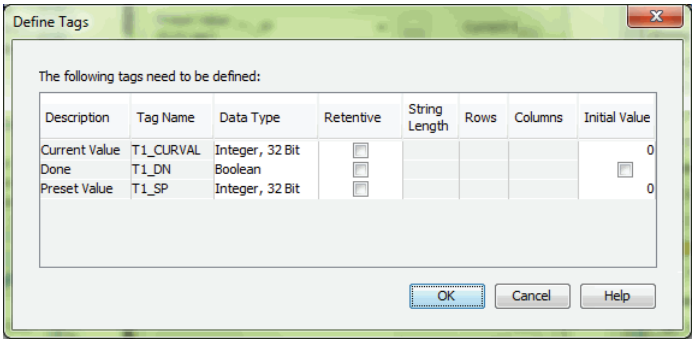 Define Tags
The following tags need to be defined:
Description Tag Name Data Type Retentive String Length Rows Columns Initial Value
Current Value T1_CURVAL Integer, 32 Bit 0
Done T1_DN Boolean
Preset Value T1_SP Integer, 32 Bit 0
OK Cancel Help